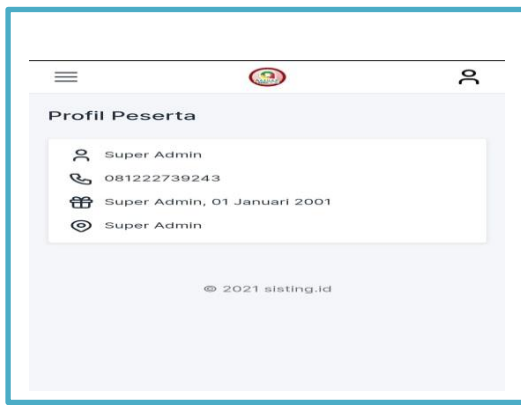 Profil Peserta
Super Admin
081222739243
Super Admin, 01 Januari 2001
Super Admin
© 2021 sisting.id